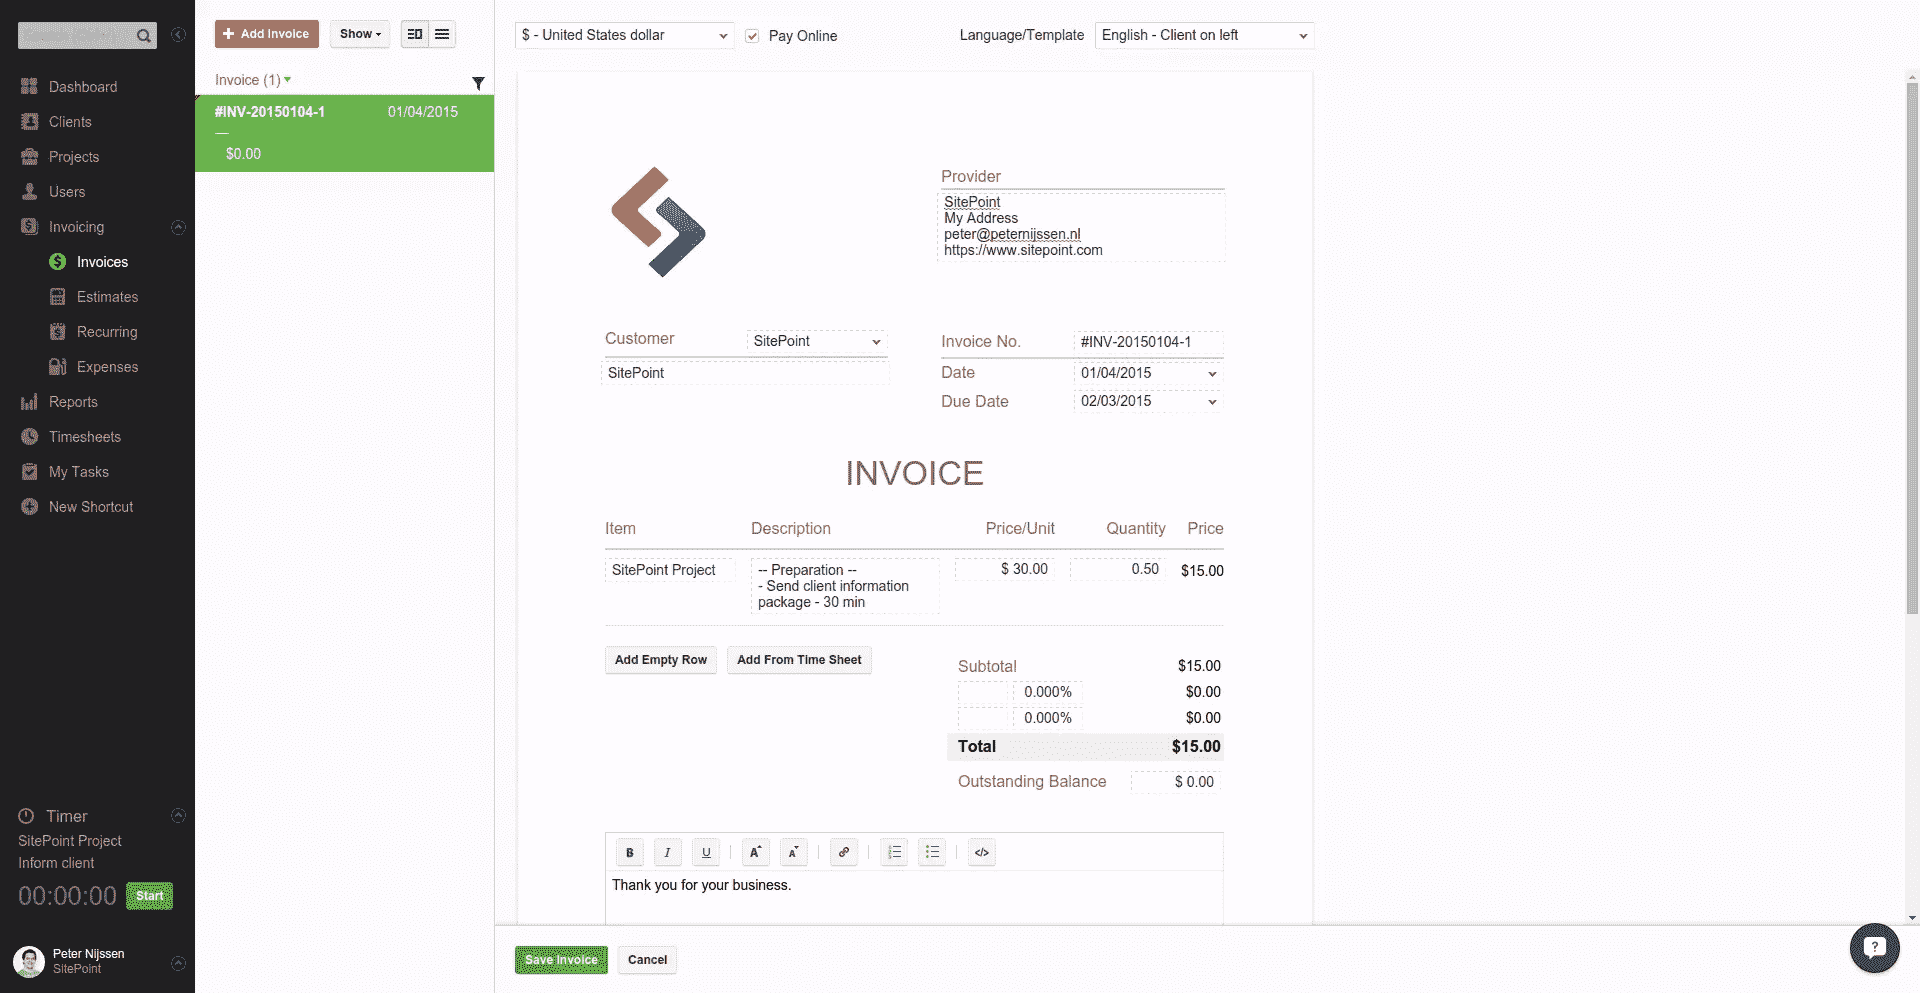 Dashboard
Clients
Projects
Users
Invoicing
Invoices
Estimates
Recurring
Expenses
Reports
Timesheets
My Tasks
New Shortcut
Timer
SitePoint Project
Inform client
00:00:00 Start
Peter Nijssen
SitePoint
+ Add Invoice Show
Invoice (1)
#INV-20150104-1 01/04/2015
—
$0.00
$ - United States dollar Pay Online Language/Template English - Client on left
Provider
SitePoint
My Address
peter@peternijssen.nl
https://www.sitepoint.com
Customer SitePoint
SitePoint
Invoice No. #INV-20150104-1
Date 01/04/2015
Due Date 02/03/2015
INVOICE
Item Description Price/Unit Quantity Price
SitePoint Project -- Preparation -- $ 30.00 0.50 $15.00
- Send client information
package - 30 min
Add Empty Row Add From Time Sheet
Subtotal $15.00
0.000% $0.00
0.000% $0.00
Total $15.00
Outstanding Balance $ 0.00
B I U A A </>
Thank you for your business.
Save Invoice Cancel
?